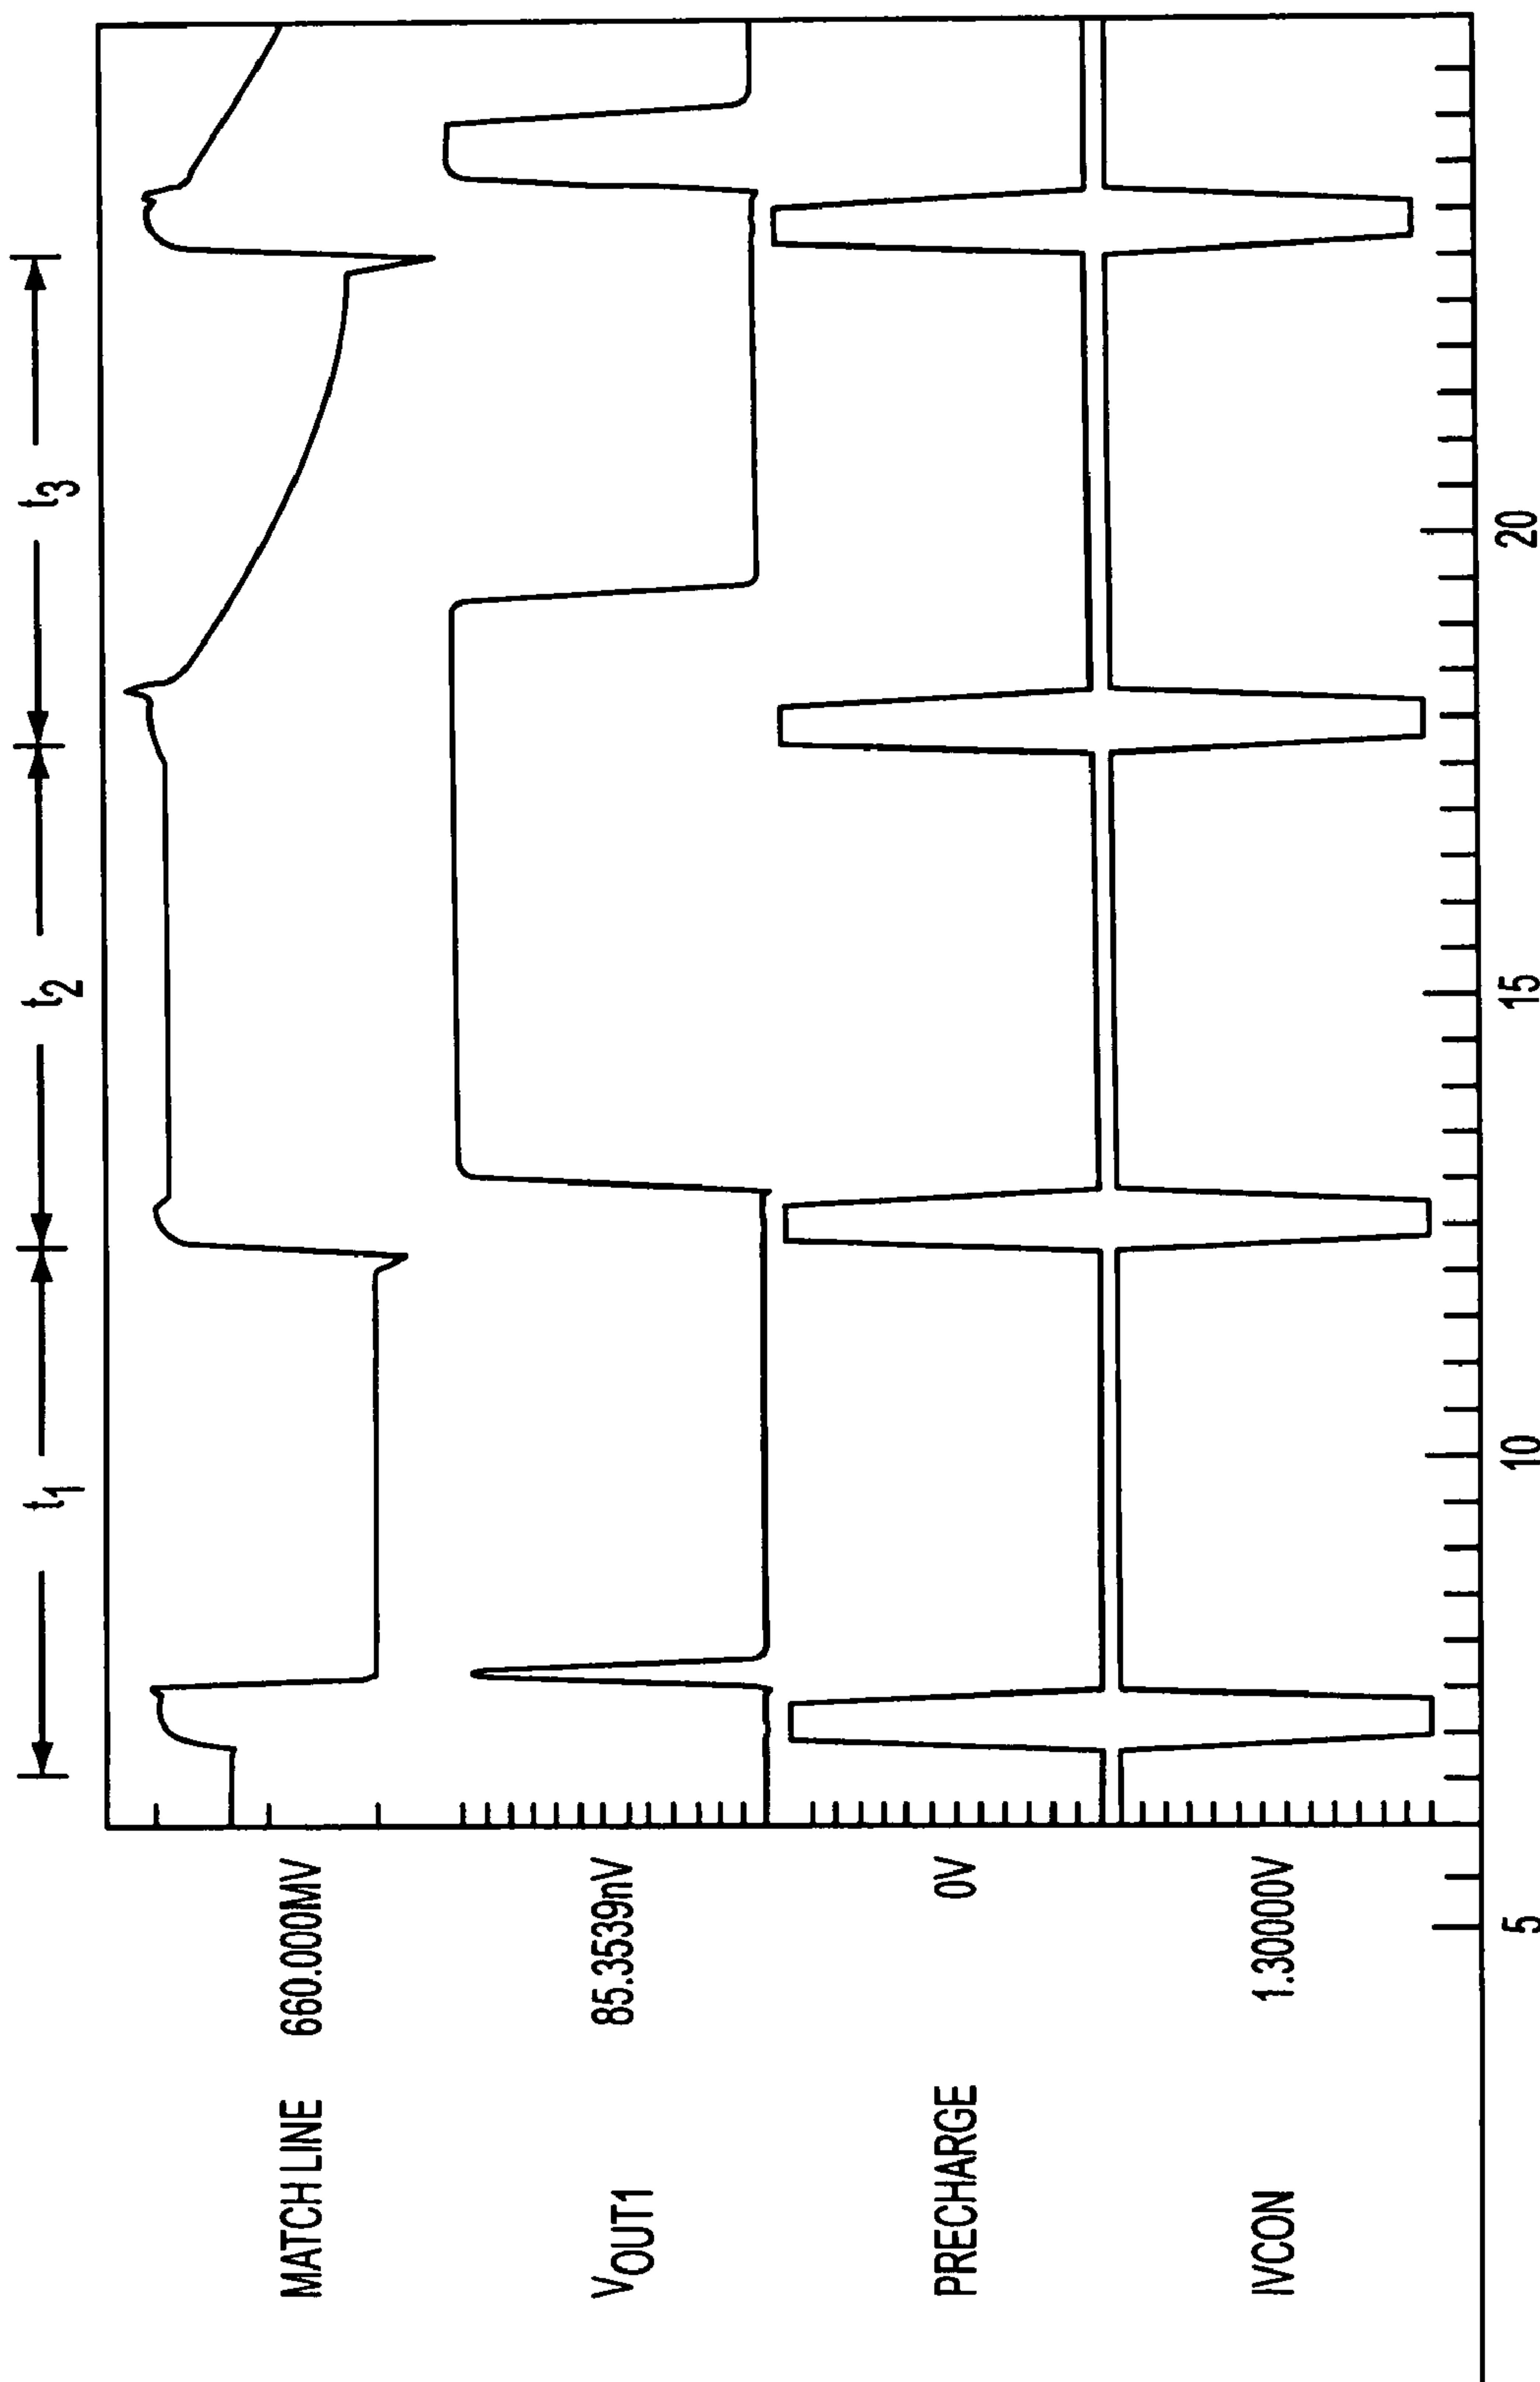 t1 t2 t3
MATCH LINE 660.000MV
VOUT1 85.3539nV
PRECHARGE 0V
IVCON 1.30000V
5 10 15 20